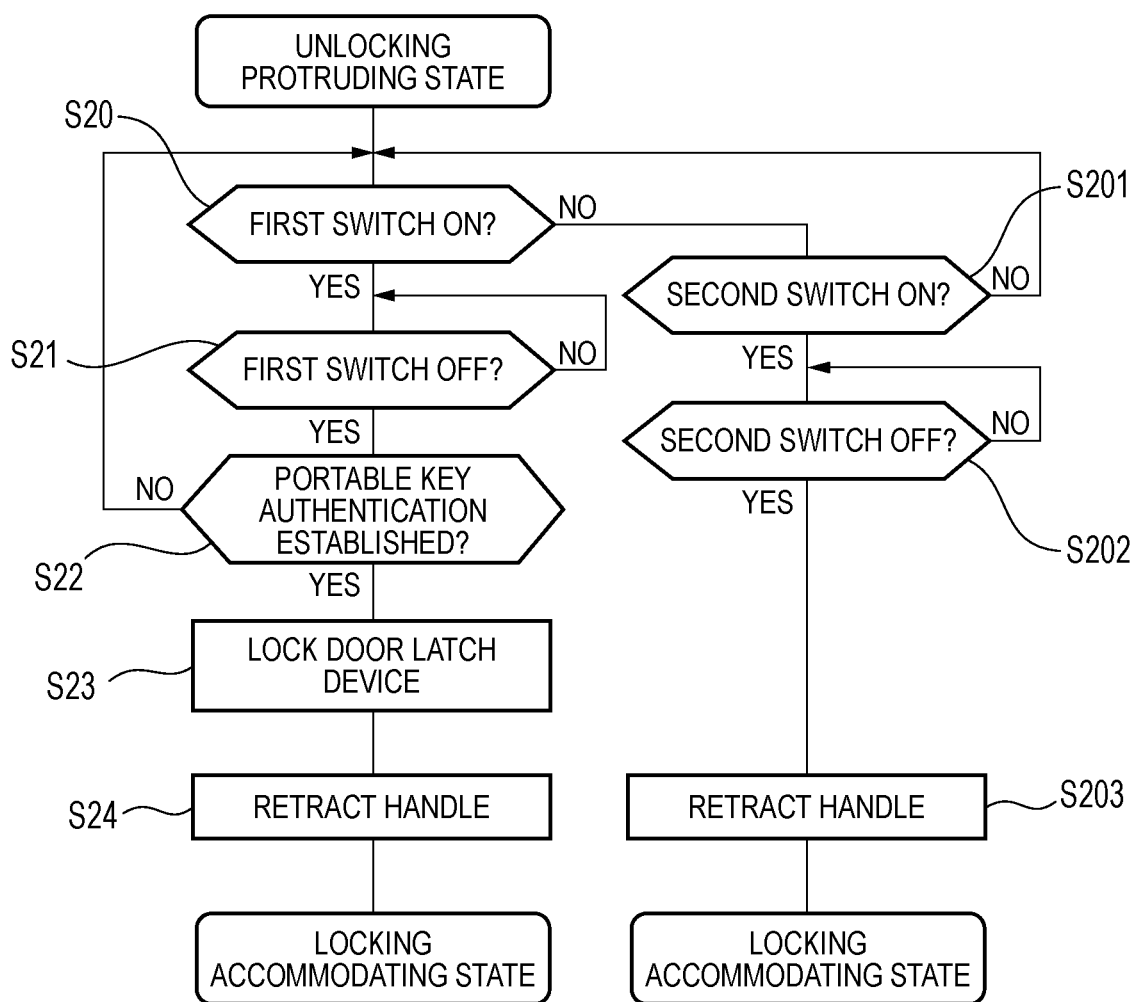 UNLOCKING
PROTRUDING STATE
S20
FIRST SWITCH ON?
NO
YES
S201
SECOND SWITCH ON?
NO
YES
S21
FIRST SWITCH OFF?
NO
YES
SECOND SWITCH OFF?
NO
YES
S202
PORTABLE KEY
AUTHENTICATION
ESTABLISHED?
NO
S22
YES
LOCK DOOR LATCH
DEVICE
S23
RETRACT HANDLE
S24
RETRACT HANDLE
S203
LOCKING
ACCOMMODATING STATE
LOCKING
ACCOMMODATING STATE